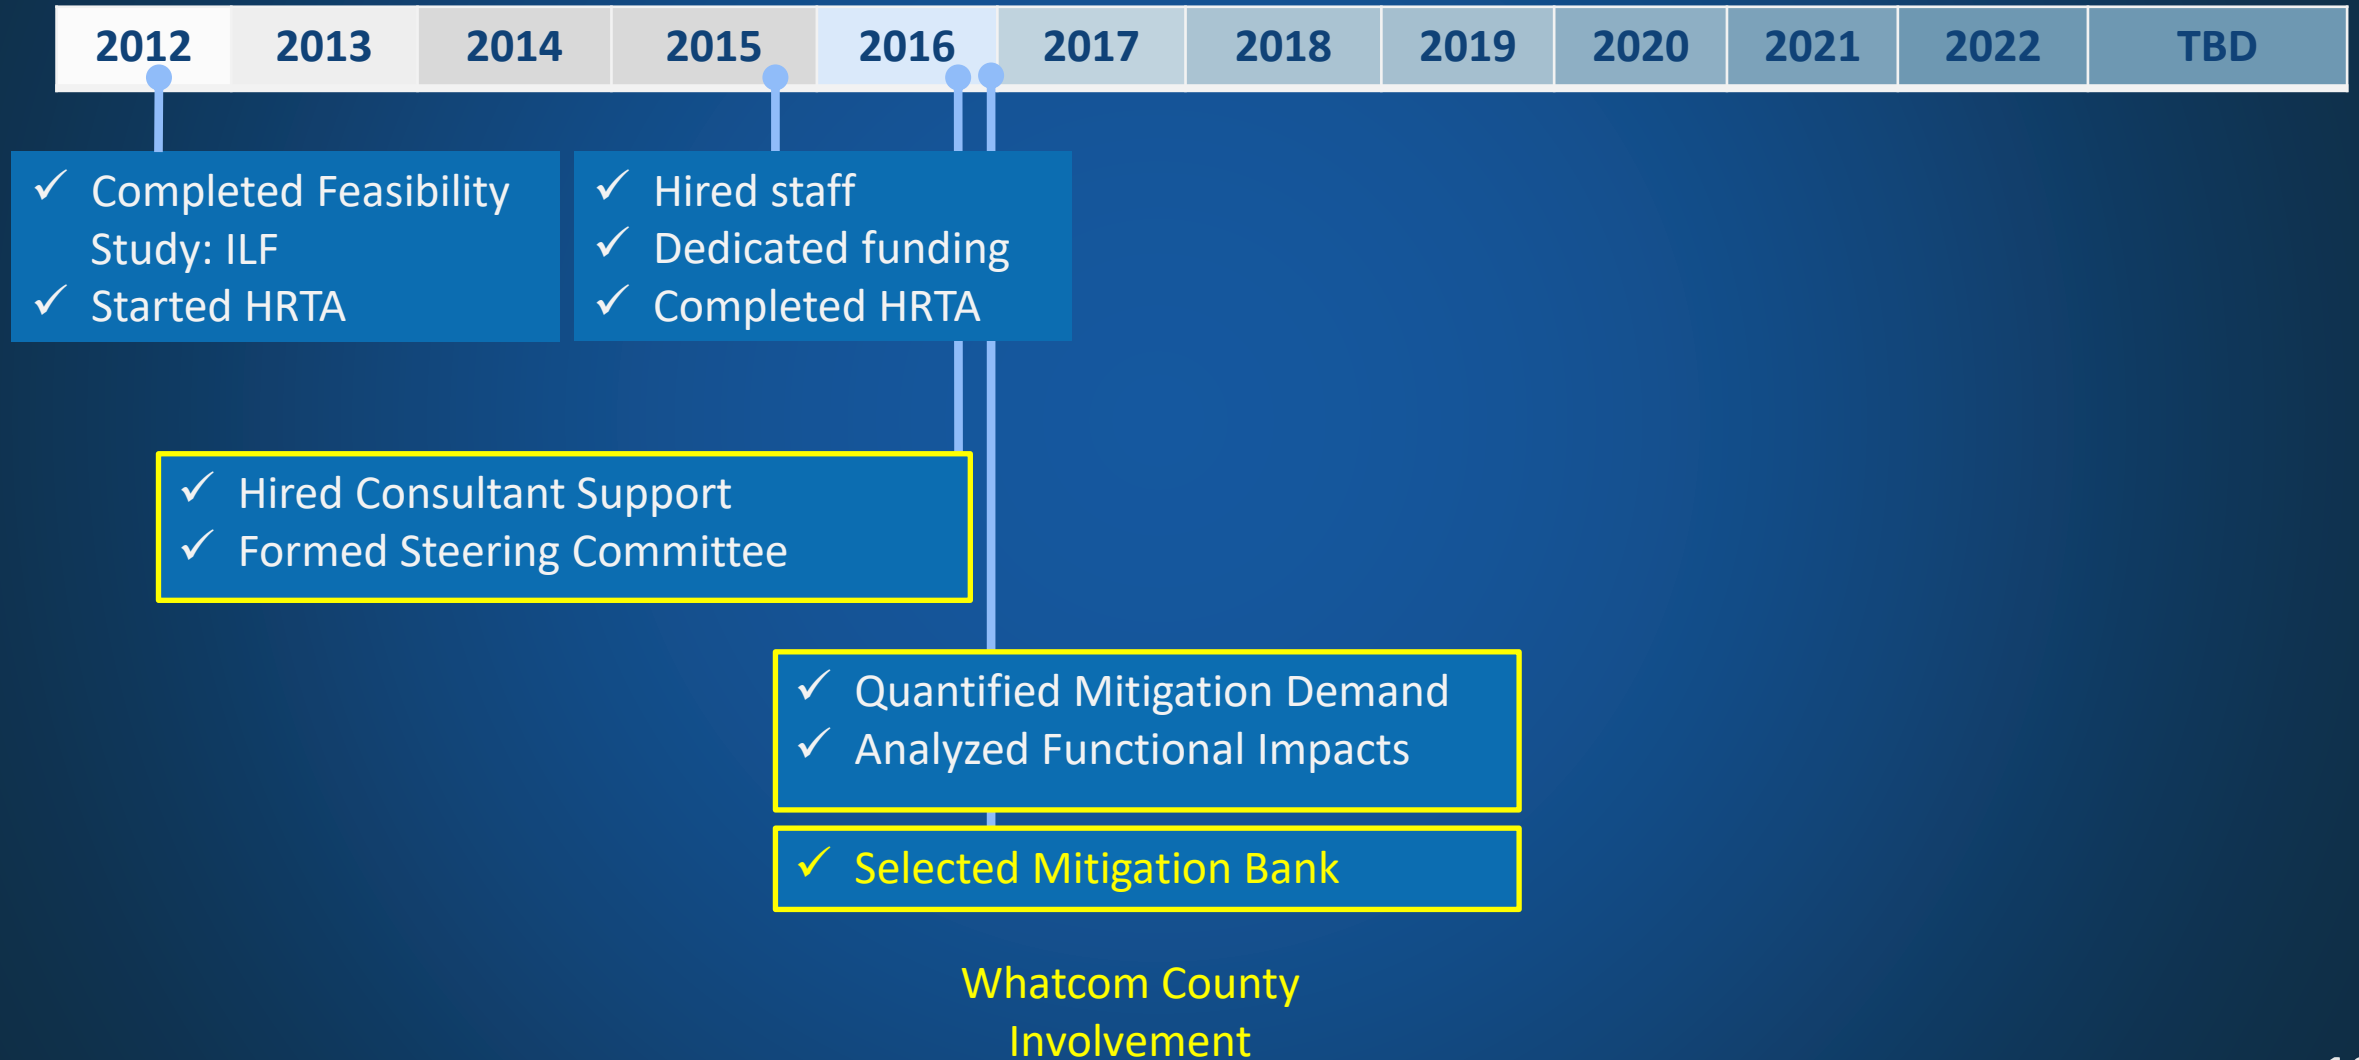 2012 2013 2014 2015 2016 2017 2018 2019 2020 2021 2022 TBD
✓ Completed Feasibility
Study: ILF
✓ Started HRTA
✓ Hired staff
✓ Dedicated funding
✓ Completed HRTA
✓ Hired Consultant Support
✓ Formed Steering Committee
✓ Quantified Mitigation Demand
✓ Analyzed Functional Impacts
✓ Selected Mitigation Bank
Whatcom County
Involvement